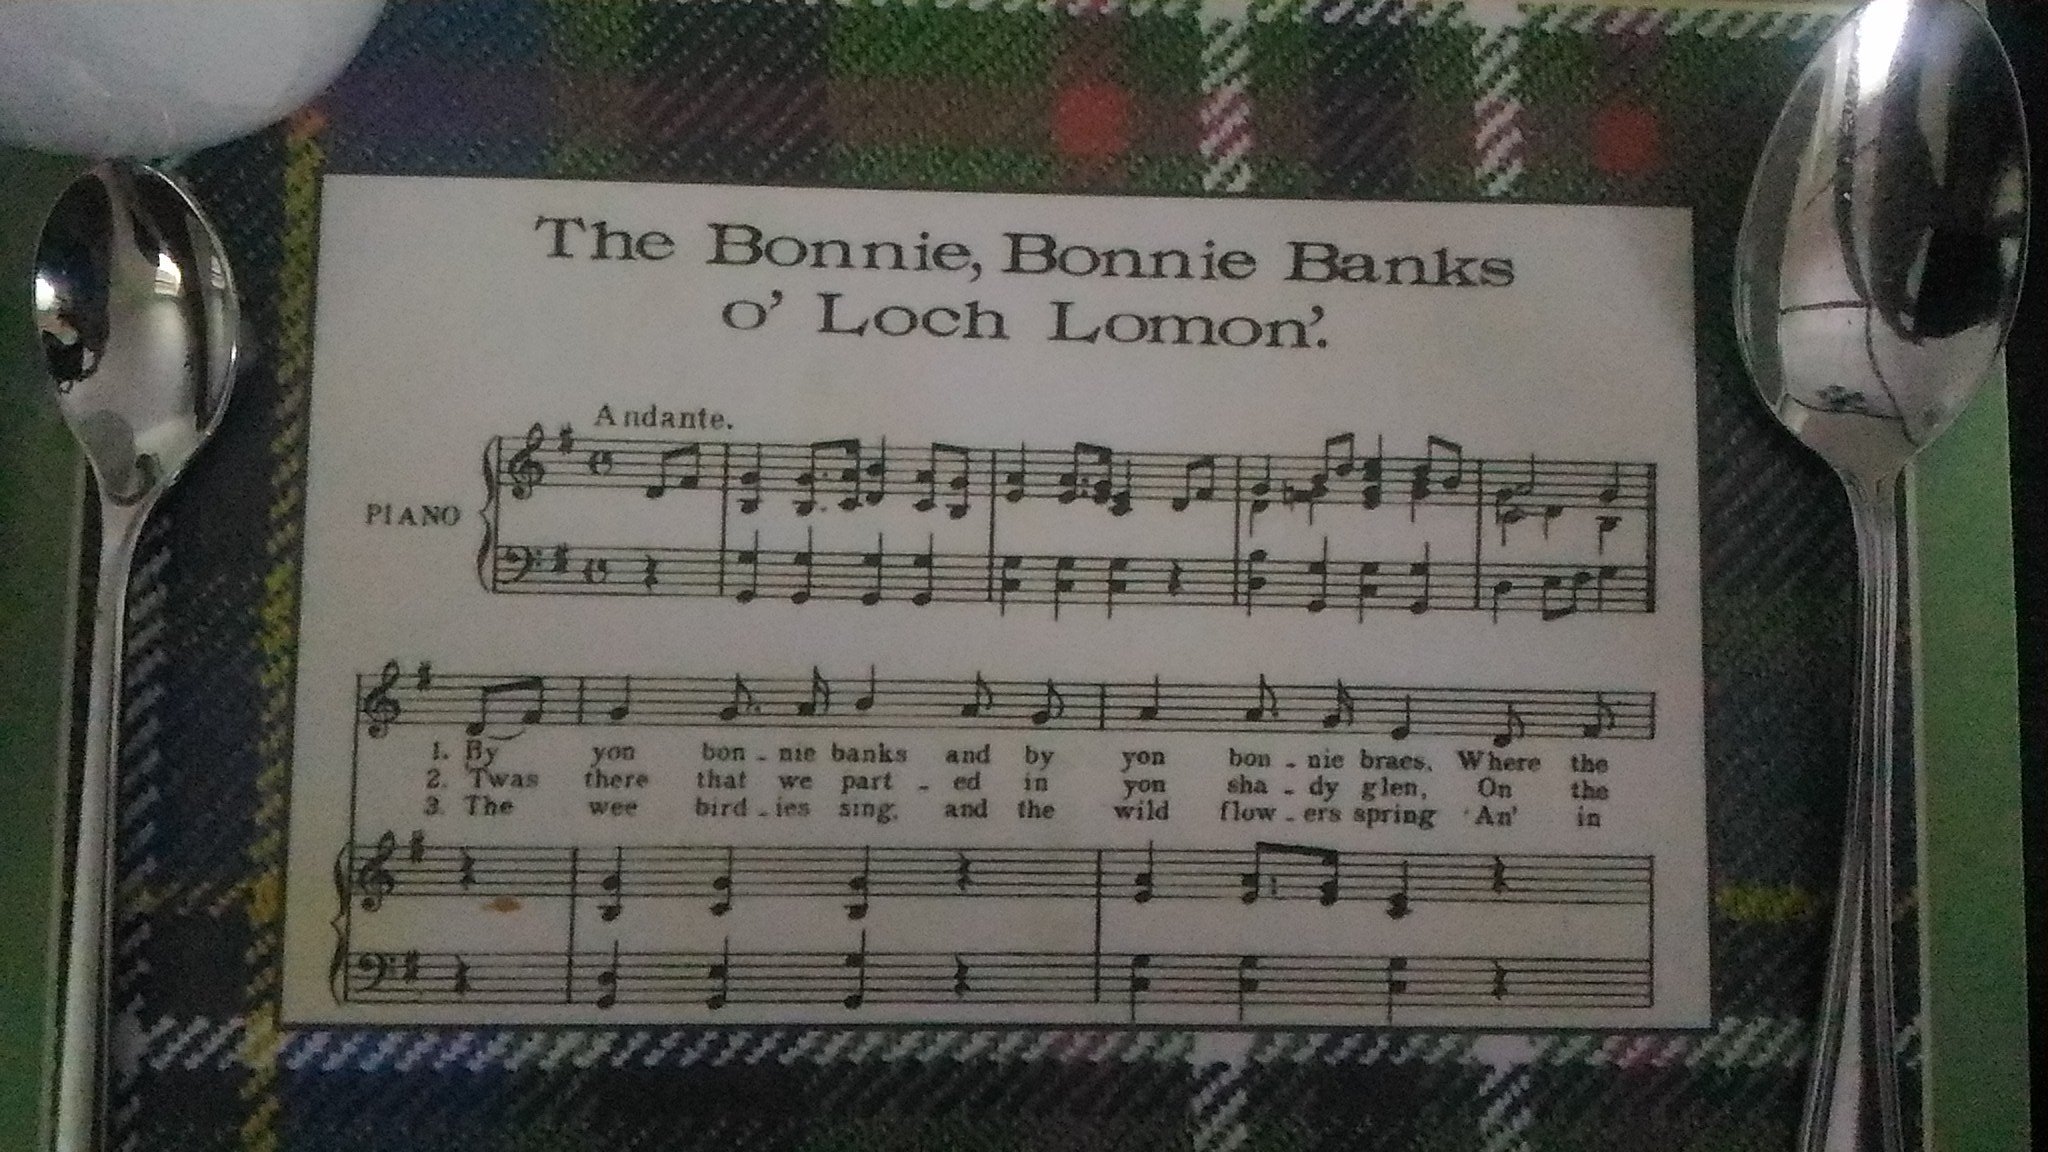 The Bonnie, Bonnie Banks
o' Loch Lomon'.
Andante.
PIANO
1. By yon bon - nie banks and by yon bon - nie braes, Where the
2. 'Twas there that we part - ed in yon sha - dy glen, On the
3. The wee bird - ies sing, and the wild flow - ers spring 'An' in